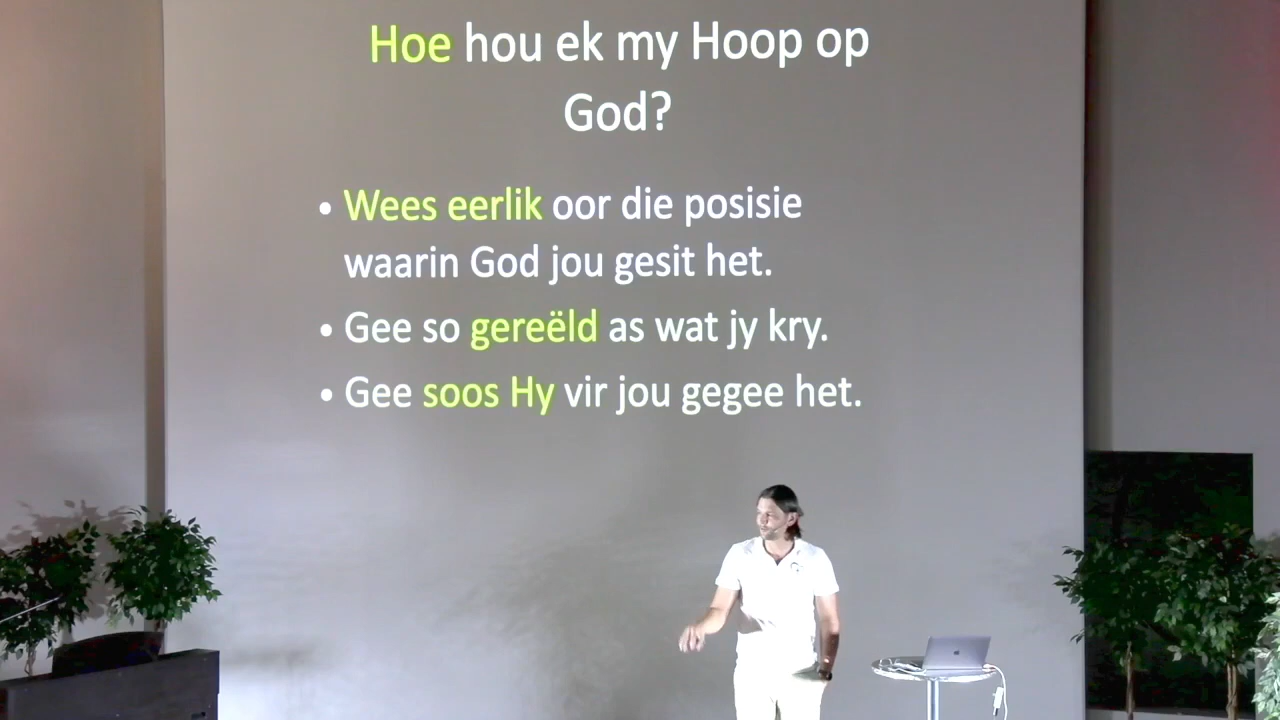 Hoe hou ek my Hoop op
God?
• Wees eerlik oor die posisie
waarin God jou gesit het.
• Gee so gereëld as wat jy kry.
• Gee soos Hy vir jou gegee het.